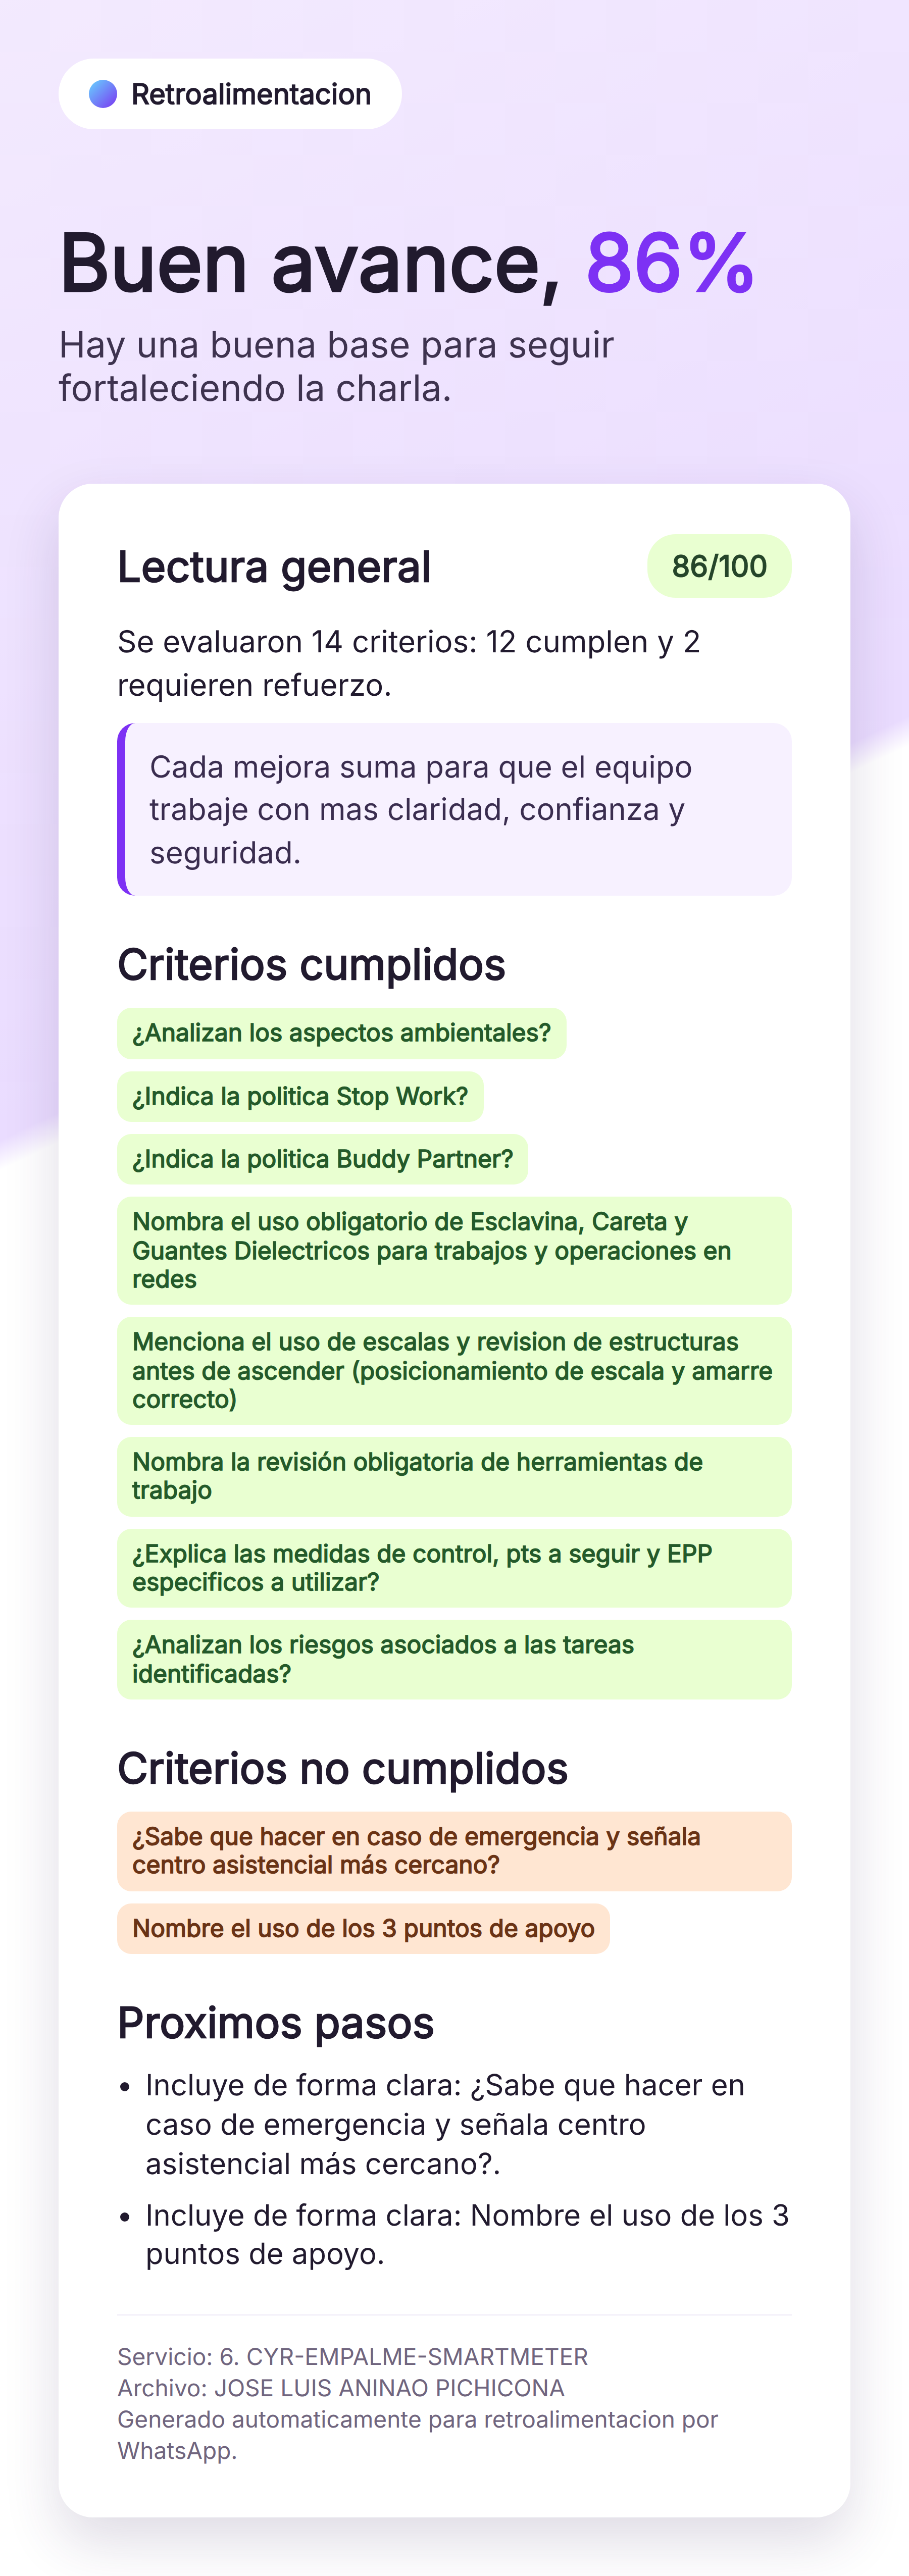 Retroalimentacion
Buen avance, 86%
Hay una buena base para seguir
fortaleciendo la charla.
Lectura general
86/100
Se evaluaron 14 criterios: 12 cumplen y 2
requieren refuerzo.
Cada mejora suma para que el equipo
trabaje con mas claridad, confianza y
seguridad.
Criterios cumplidos
¿Analizan los aspectos ambientales?
¿Indica la politica Stop Work?
¿Indica la politica Buddy Partner?
Nombra el uso obligatorio de Esclavina, Careta y
Guantes Dielectricos para trabajos y operaciones en
redes
Menciona el uso de escalas y revision de estructuras
antes de ascender (posicionamiento de escala y amarre
correcto)
Nombra la revisión obligatoria de herramientas de
trabajo
¿Explica las medidas de control, pts a seguir y EPP
especificos a utilizar?
¿Analizan los riesgos asociados a las tareas
identificadas?
Criterios no cumplidos
¿Sabe que hacer en caso de emergencia y señala
centro asistencial más cercano?
Nombre el uso de los 3 puntos de apoyo
Proximos pasos
• Incluye de forma clara: ¿Sabe que hacer en
caso de emergencia y señala centro
asistencial más cercano?.
• Incluye de forma clara: Nombre el uso de los 3
puntos de apoyo.
Servicio: 6. CYR-EMPALME-SMARTMETER
Archivo: JOSE LUIS ANINAO PICHICONA
Generado automaticamente para retroalimentacion por
WhatsApp.